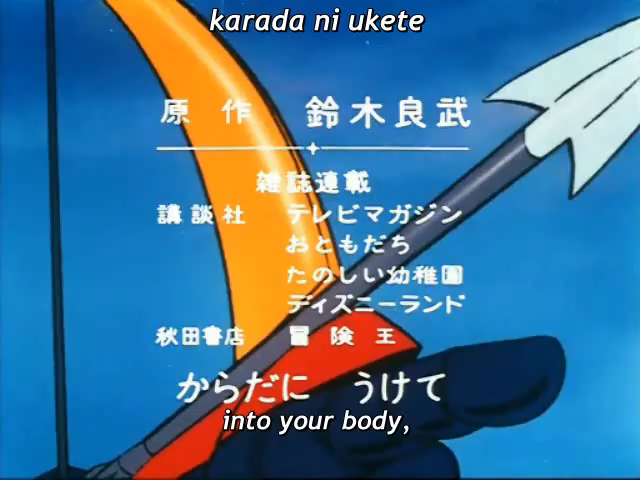 karada ni ukete
原作 鈴木良武
雑誌連載
講談社 テレビマガジン
おともだち
たのしい幼稚園
ディズニーランド
秋田書店 冒険王
からだに うけて
into your body,